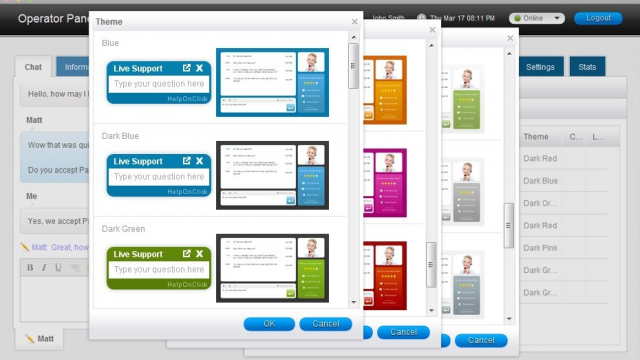 Operator Pane
John Smith
Thu Mar 17 08:11 PM
Online
Logout
Theme
Chat
Inform
Settings
Stats
Hello, how may I
Matt
Wow that was qui
Do you accept Pa
Me
Yes, we accept Pa
Matt: Great, how
B I U
Matt
Blue
Live Support
Type your question here
HelpOnClick
Dark Blue
Live Support
Type your question here
HelpOnClick
Dark Green
Live Support
Type your question here
HelpOnClick
OK
Cancel
Cancel
Cancel
Theme
C...
L...
Dark Red
Dark Blue
Dark Or...
Dark Red
Dark Pink
Dark Gr...
Dark Gr...